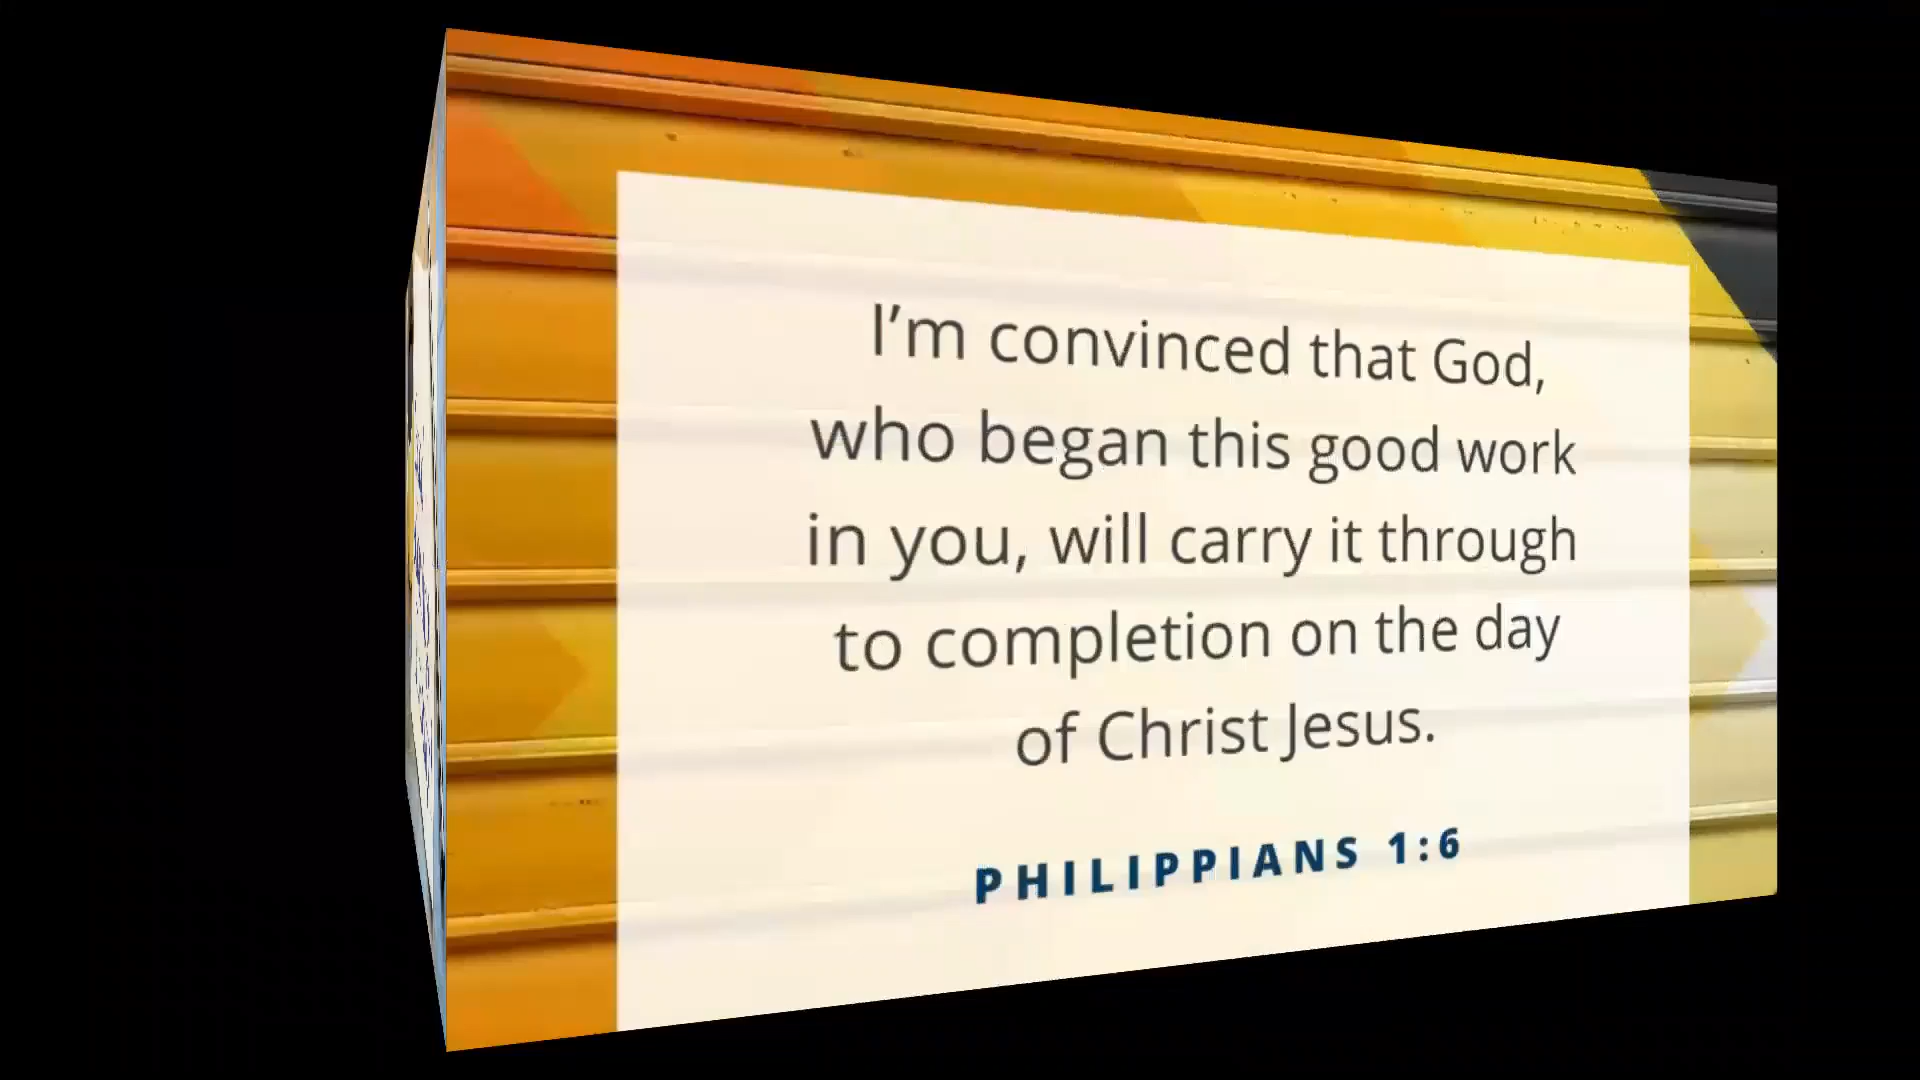 I’m convinced that God,
who began this good work
in you, will carry it through
to completion on the day
of Christ Jesus.
PHILIPPIANS 1:6